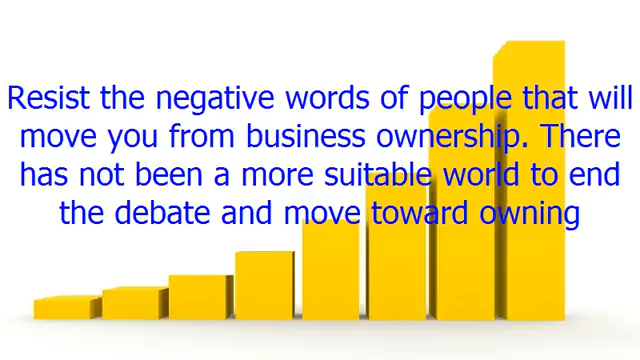 Resist the negative words of people that will
move you from business ownership. There
has not been a more suitable world to end
the debate and move toward owning